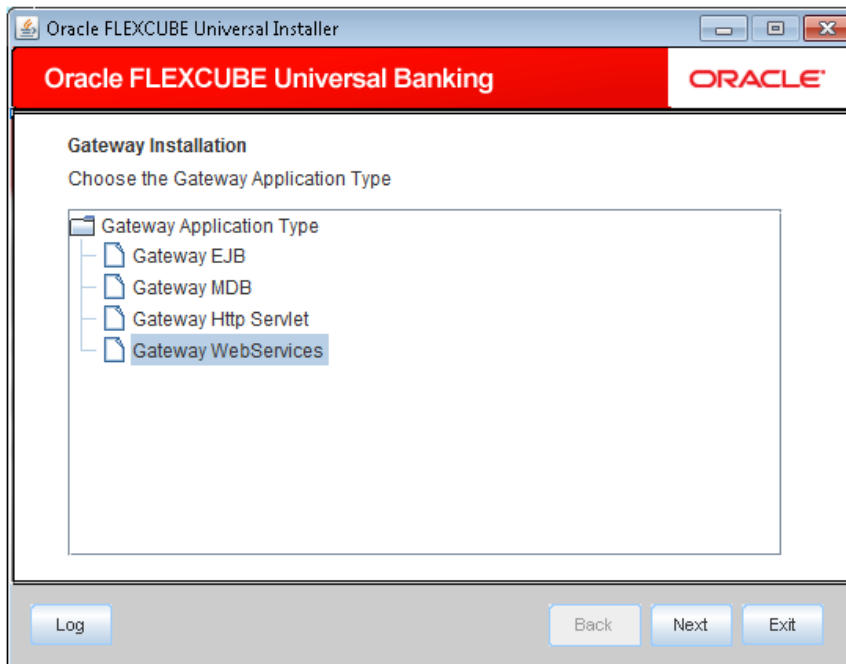 Oracle FLEXCUBE Universal Installer
Oracle FLEXCUBE Universal Banking
ORACLE
Gateway Installation
Choose the Gateway Application Type
Gateway Application Type
Gateway EJB
Gateway MDB
Gateway Http Servlet
Gateway WebServices
Log Back Next Exit